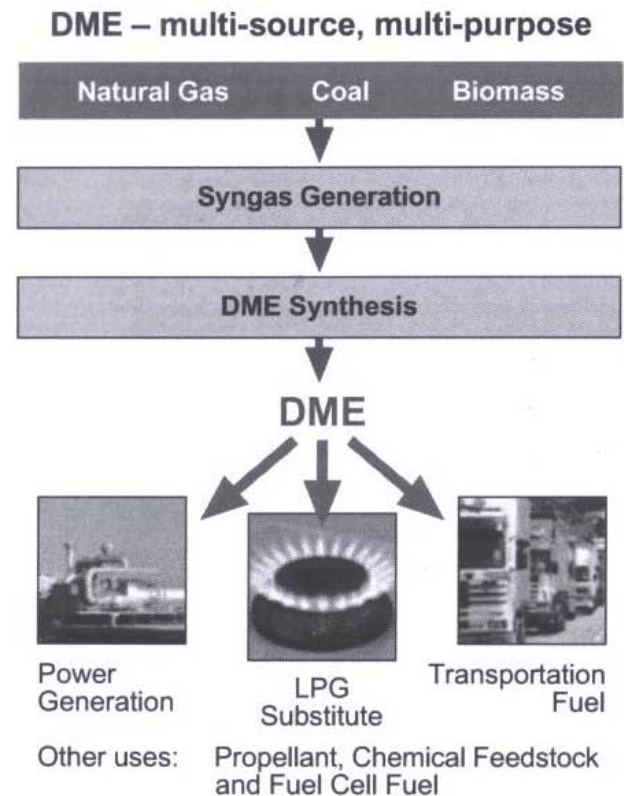 DME – multi-source, multi-purpose
Natural Gas Coal Biomass
Syngas Generation
DME Synthesis
DME
Power
Generation
LPG
Substitute
Transportation
Fuel
Other uses: Propellant, Chemical Feedstock
and Fuel Cell Fuel